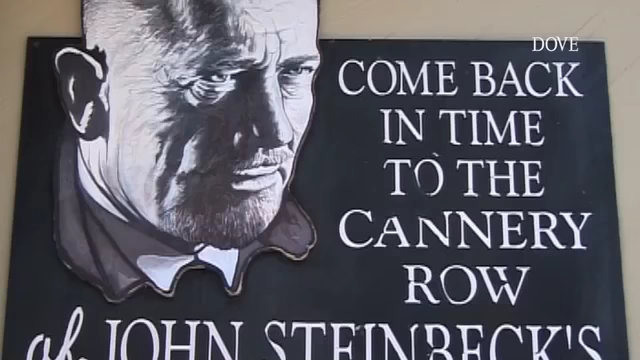 DOVE
COME BACK
IN TIME
TO THE
CANNERY
ROW
of JOHN STEINBECK'S